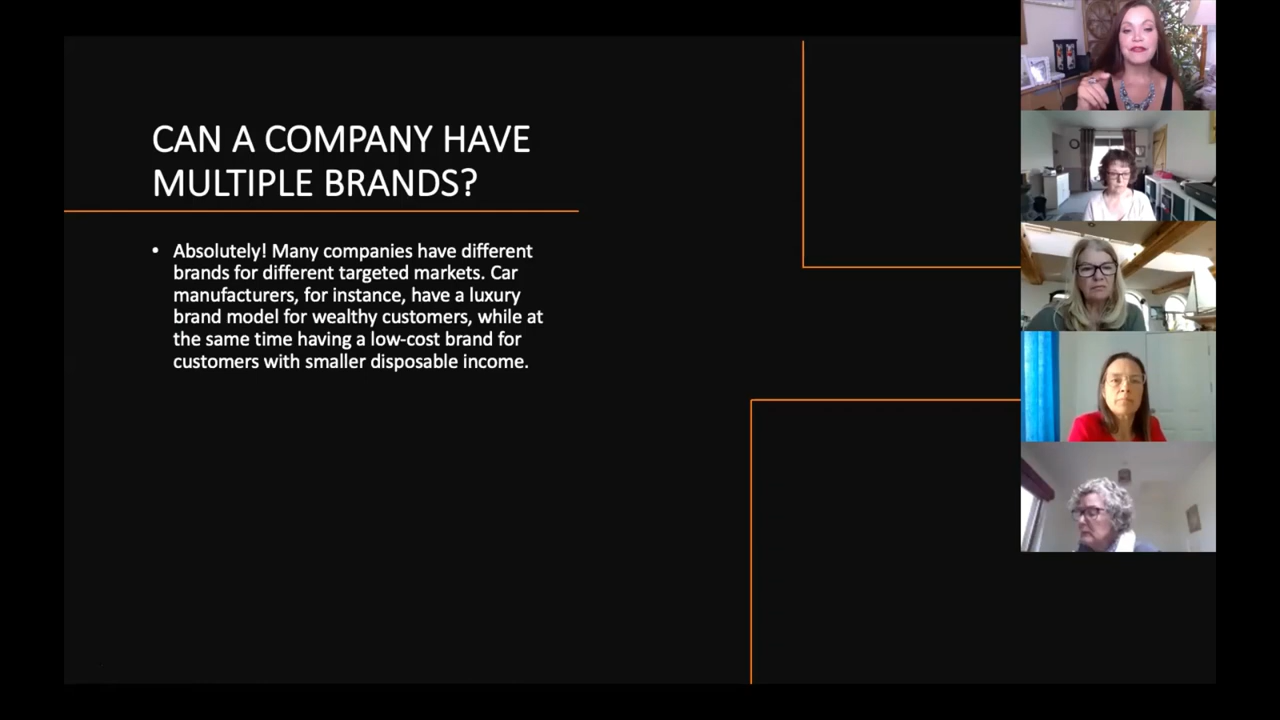 CAN A COMPANY HAVE
MULTIPLE BRANDS?
• Absolutely! Many companies have different
brands for different targeted markets. Car
manufacturers, for instance, have a luxury
brand model for wealthy customers, while at
the same time having a low-cost brand for
customers with smaller disposable income.